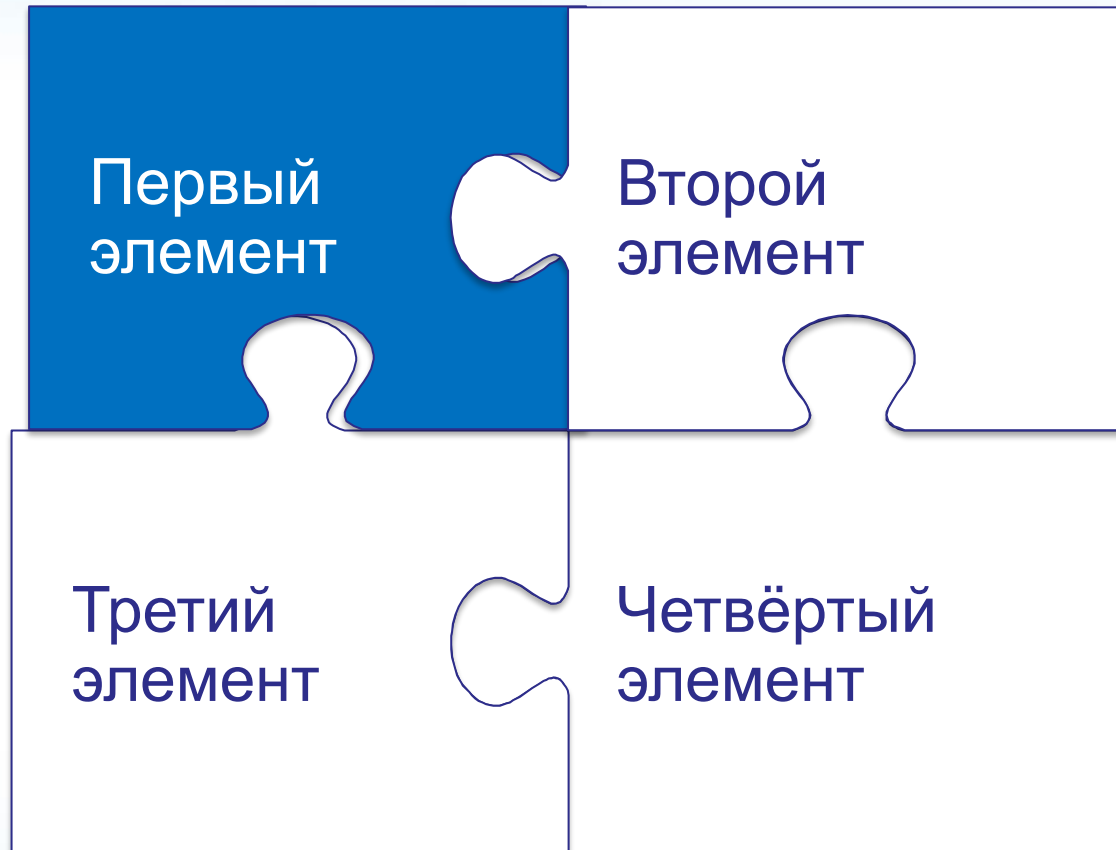 Первый
элемент
Второй
элемент
Третий
элемент
Четвёртый
элемент